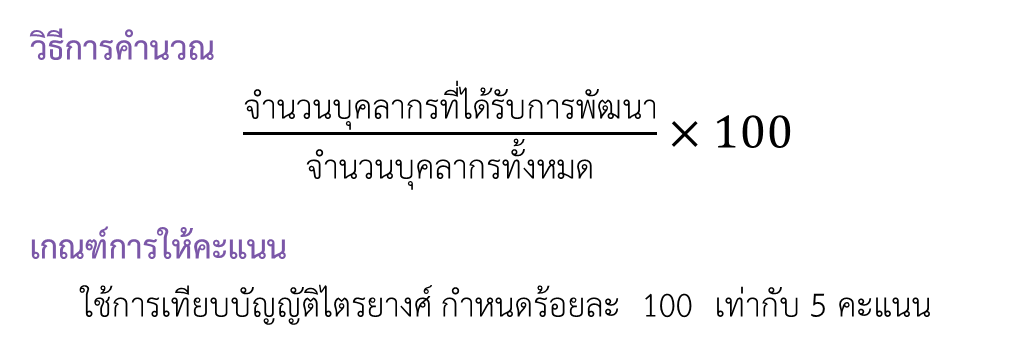 วิธีการคำนวณ
จำนวนบุคลากรที่ได้รับการพัฒนา
× 100
จำนวนบุคลากรทั้งหมด
เกณฑ์การให้คะแนน
ใช้การเทียบบัญญัติไตรยางศ์ กำหนดร้อยละ 100 เท่ากับ 5 คะแนน